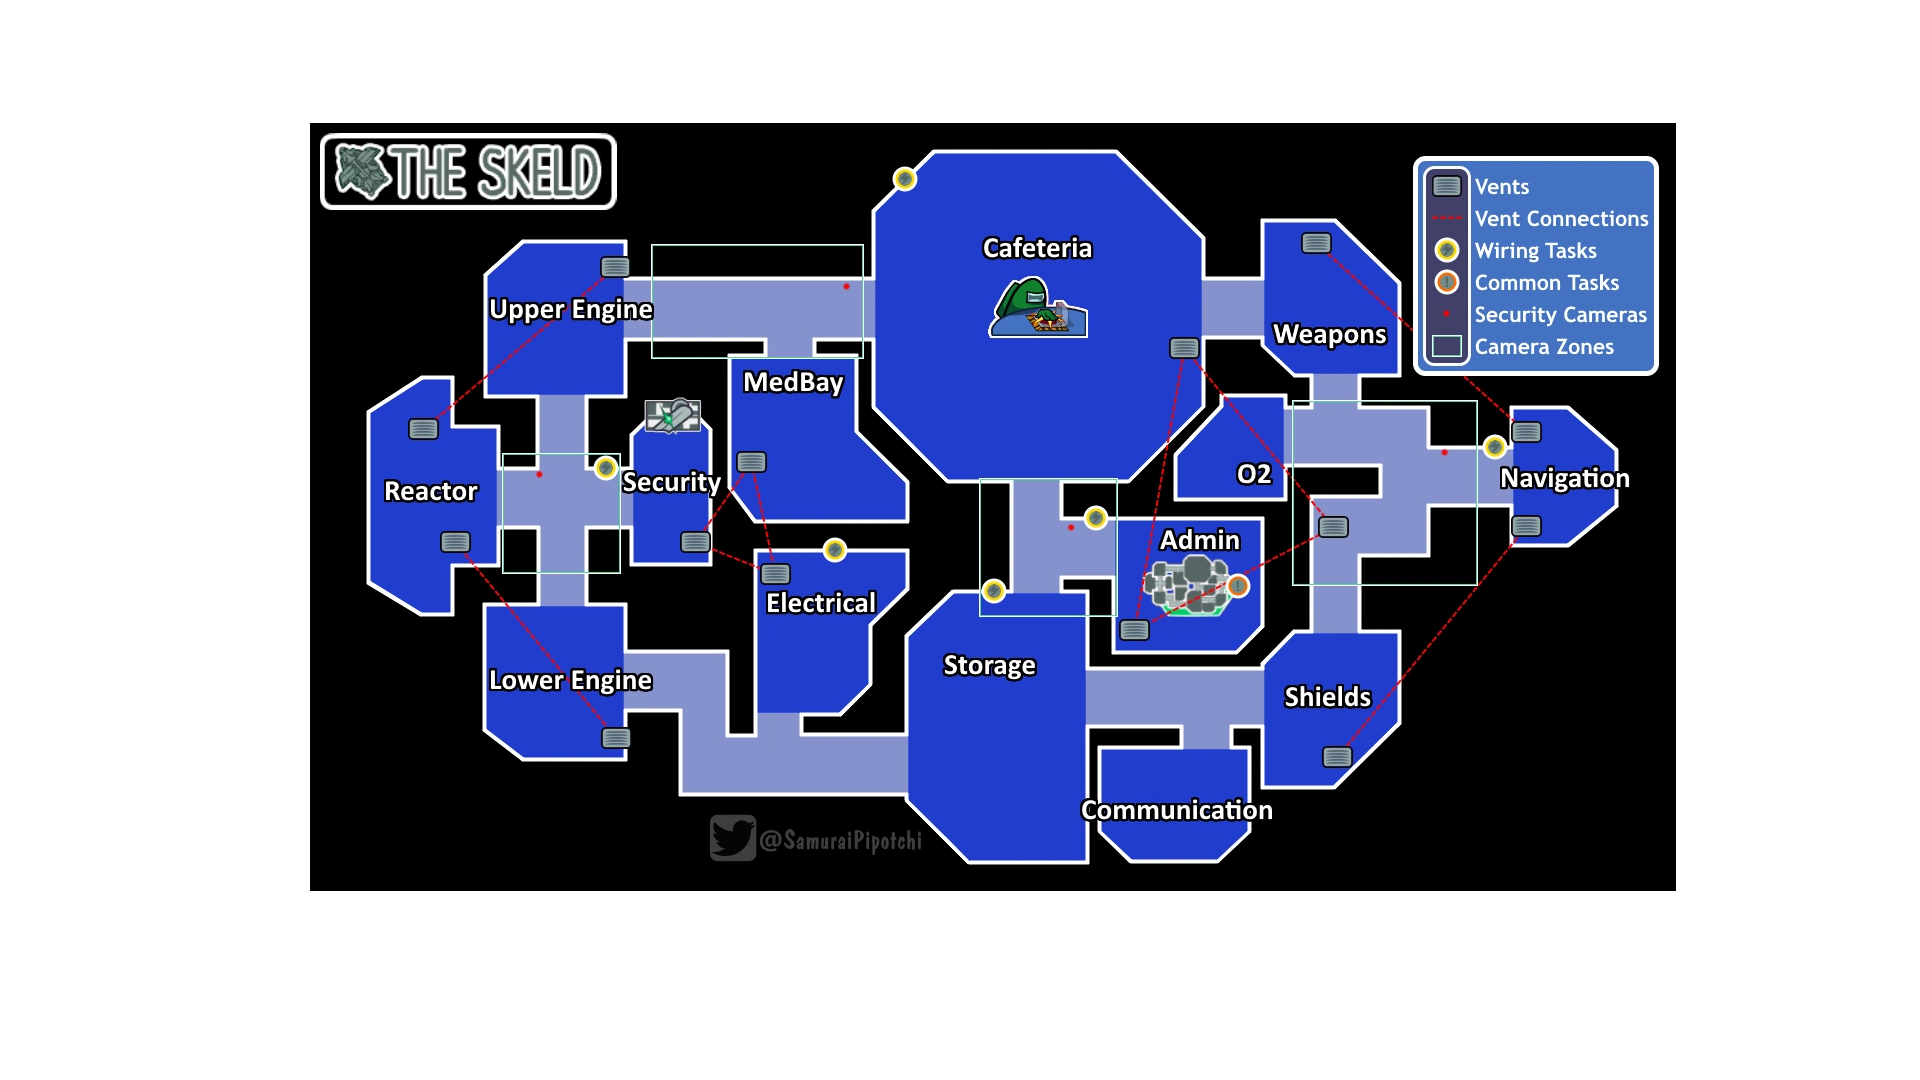 THE SKELD
Vents
Vent Connections
Wiring Tasks
Common Tasks
Security Cameras
Camera Zones
Cafeteria
Upper Engine
Weapons
MedBay
O2
Navigation
Security
Reactor
Admin
Electrical
Storage
Lower Engine
Shields
Communication
@SamuraiPipotchi